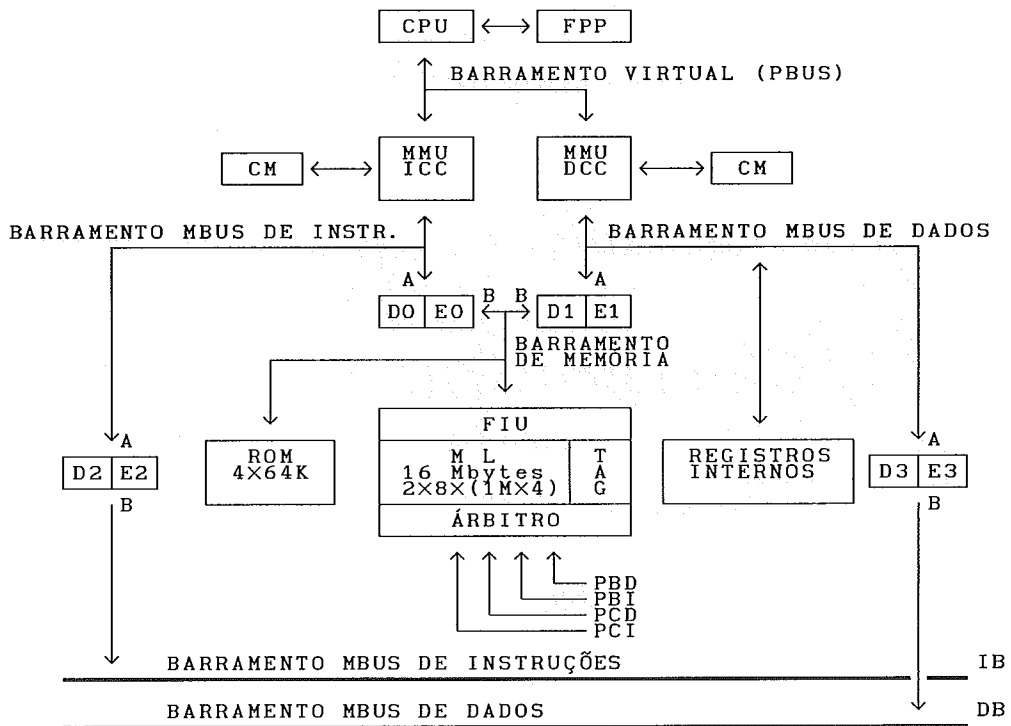 CPU FPP
BARRAMENTO VIRTUAL (PBUS)
CM MMU MMU CM
ICC DCC
BARRAMENTO MBUS DE INSTR. BARRAMENTO MBUS DE DADOS
A A
D0 E0 B B D1 E1
BARRAMENTO
DE MEMÓRIA
FIU
A ROM M L T REGISTROS A
D2 E2 4×64K 16 Mbytes A INTERNOS D3 E3
B 2×8×(1M×4) G B
ÁRBITRO
PBD
PBI
PCD
PCI
BARRAMENTO MBUS DE INSTRUÇÕES IB
BARRAMENTO MBUS DE DADOS DB